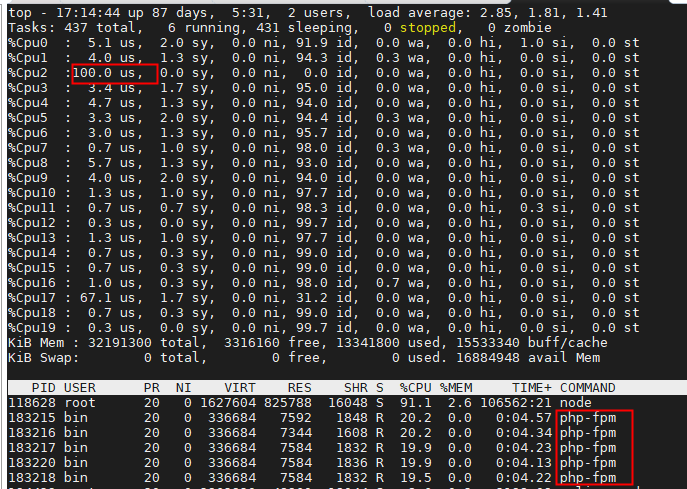 top - 17:14:44 up 87 days,  5:31,  2 users,  load average: 2.85, 1.81, 1.41
Tasks: 437 total,   6 running, 431 sleeping,   0 stopped,   0 zombie
%Cpu0  :  5.1 us,  2.0 sy,  0.0 ni, 91.9 id,  0.0 wa,  0.0 hi,  1.0 si,  0.0 st
%Cpu1  :  4.0 us,  1.3 sy,  0.0 ni, 94.3 id,  0.3 wa,  0.0 hi,  0.0 si,  0.0 st
%Cpu2  :100.0 us,  0.0 sy,  0.0 ni,  0.0 id,  0.0 wa,  0.0 hi,  0.0 si,  0.0 st
%Cpu3  :  3.4 us,  1.7 sy,  0.0 ni, 95.0 id,  0.0 wa,  0.0 hi,  0.0 si,  0.0 st
%Cpu4  :  4.7 us,  1.3 sy,  0.0 ni, 94.0 id,  0.0 wa,  0.0 hi,  0.0 si,  0.0 st
%Cpu5  :  3.3 us,  2.0 sy,  0.0 ni, 94.4 id,  0.3 wa,  0.0 hi,  0.0 si,  0.0 st
%Cpu6  :  3.0 us,  1.3 sy,  0.0 ni, 95.7 id,  0.0 wa,  0.0 hi,  0.0 si,  0.0 st
%Cpu7  :  0.7 us,  1.0 sy,  0.0 ni, 98.0 id,  0.3 wa,  0.0 hi,  0.0 si,  0.0 st
%Cpu8  :  5.7 us,  1.3 sy,  0.0 ni, 93.0 id,  0.0 wa,  0.0 hi,  0.0 si,  0.0 st
%Cpu9  :  4.0 us,  2.0 sy,  0.0 ni, 94.0 id,  0.0 wa,  0.0 hi,  0.0 si,  0.0 st
%Cpu10 :  1.3 us,  1.0 sy,  0.0 ni, 97.7 id,  0.0 wa,  0.0 hi,  0.0 si,  0.0 st
%Cpu11 :  0.7 us,  0.7 sy,  0.0 ni, 98.3 id,  0.0 wa,  0.0 hi,  0.3 si,  0.0 st
%Cpu12 :  0.3 us,  0.0 sy,  0.0 ni, 99.7 id,  0.0 wa,  0.0 hi,  0.0 si,  0.0 st
%Cpu13 :  1.3 us,  1.0 sy,  0.0 ni, 97.7 id,  0.0 wa,  0.0 hi,  0.0 si,  0.0 st
%Cpu14 :  0.7 us,  0.3 sy,  0.0 ni, 99.0 id,  0.0 wa,  0.0 hi,  0.0 si,  0.0 st
%Cpu15 :  0.7 us,  0.3 sy,  0.0 ni, 99.0 id,  0.0 wa,  0.0 hi,  0.0 si,  0.0 st
%Cpu16 :  1.0 us,  0.3 sy,  0.0 ni, 98.0 id,  0.7 wa,  0.0 hi,  0.0 si,  0.0 st
%Cpu17 : 67.1 us,  1.7 sy,  0.0 ni, 31.2 id,  0.0 wa,  0.0 hi,  0.0 si,  0.0 st
%Cpu18 :  0.7 us,  0.3 sy,  0.0 ni, 99.0 id,  0.0 wa,  0.0 hi,  0.0 si,  0.0 st
%Cpu19 :  0.3 us,  0.0 sy,  0.0 ni, 99.7 id,  0.0 wa,  0.0 hi,  0.0 si,  0.0 st
KiB Mem : 32191300 total,  3316160 free, 13341800 used, 15533340 buff/cache
KiB Swap:        0 total,        0 free,        0 used. 16884948 avail Mem
PID USER      PR  NI    VIRT    RES    SHR S  %CPU %MEM     TIME+ COMMAND
118628 root      20   0 1627604 825788  16048 S  91.1  2.6 106562:21 node
183215 bin       20   0  336684   7592   1848 R  20.2  0.0   0:04.57 php-fpm
183216 bin       20   0  336684   7344   1608 R  20.2  0.0   0:04.34 php-fpm
183217 bin       20   0  336684   7584   1832 R  19.9  0.0   0:04.23 php-fpm
183220 bin       20   0  336684   7584   1836 R  19.9  0.0   0:04.13 php-fpm
183218 bin       20   0  336684   7584   1832 R  19.5  0.0   0:04.22 php-fpm